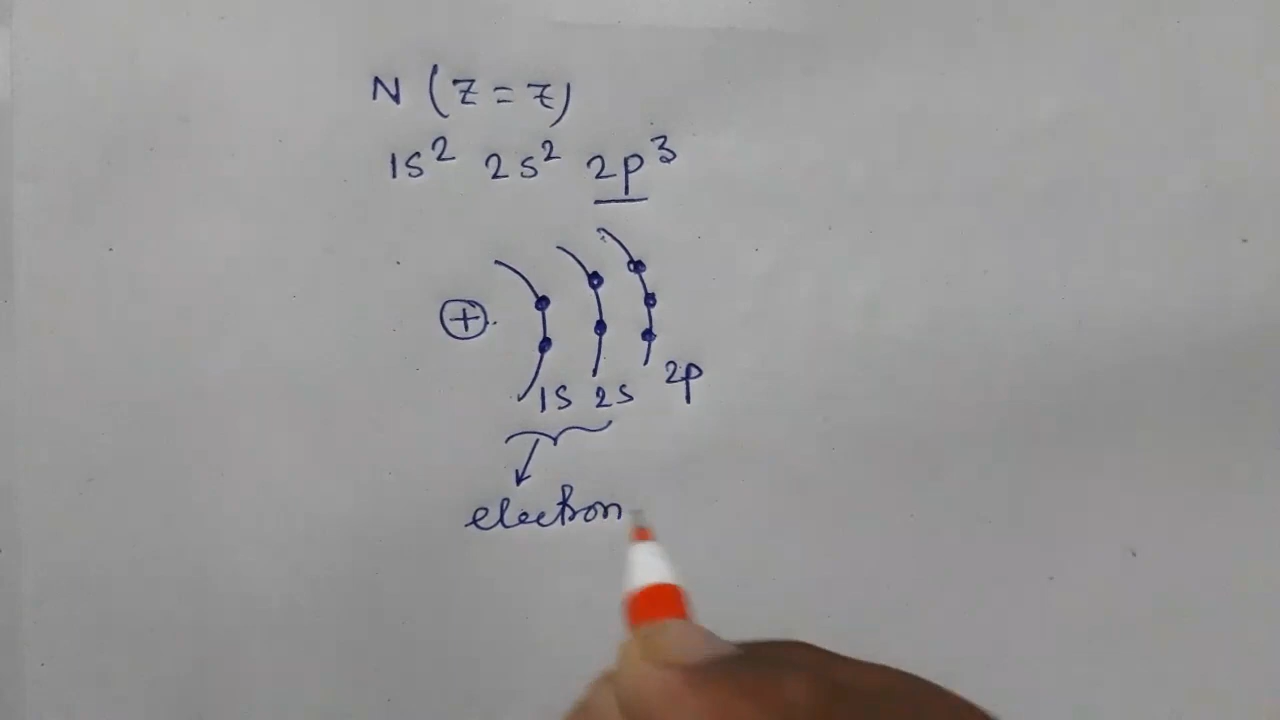 N (Z = 7)
1s² 2s² 2p³
+
1s 2s 2p
electron